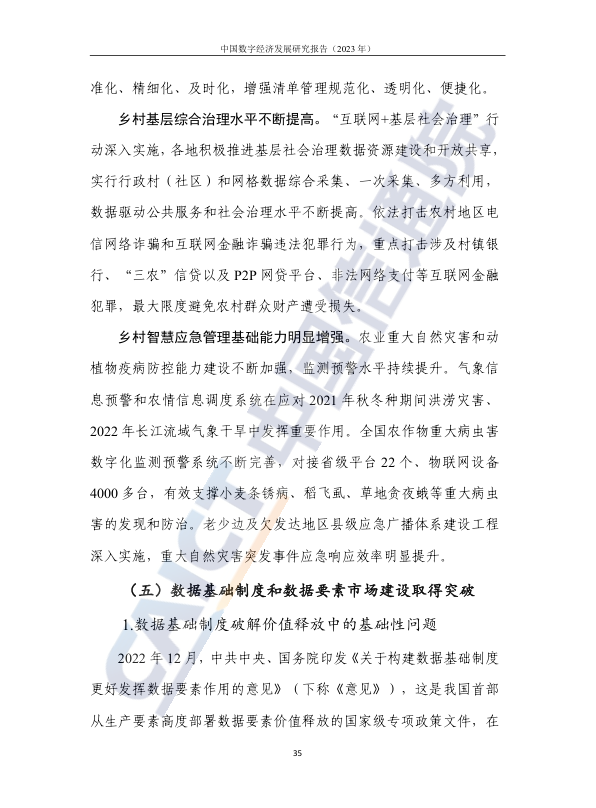 中国数字经济发展研究报告（2023 年）
准化、精细化、及时化，增强清单管理规范化、透明化、便捷化。
乡村基层综合治理水平不断提高。“互联网+基层社会治理”行
动深入实施，各地积极推进基层社会治理数据资源建设和开放共享，
实行行政村（社区）和网格数据综合采集、一次采集、多方利用，
数据驱动公共服务和社会治理水平不断提高。依法打击农村地区电
信网络诈骗和互联网金融诈骗违法犯罪行为，重点打击涉及村镇银
行、“三农”信贷以及 P2P 网贷平台、非法网络支付等互联网金融
犯罪，最大限度避免农村群众财产遭受损失。
乡村智慧应急管理基础能力明显增强。农业重大自然灾害和动
植物疫病防控能力建设不断加强，监测预警水平持续提升。气象信
息预警和农情信息调度系统在应对 2021 年秋冬种期间洪涝灾害、
2022 年长江流域气象干旱中发挥重要作用。全国农作物重大病虫害
数字化监测预警系统不断完善，对接省级平台 22 个、物联网设备
4000 多台，有效支撑小麦条锈病、稻飞虱、草地贪夜蛾等重大病虫
害的发现和防治。老少边及欠发达地区县级应急广播体系建设工程
深入实施，重大自然灾害突发事件应急响应效率明显提升。
（五）数据基础制度和数据要素市场建设取得突破
1.数据基础制度破解价值释放中的基础性问题
2022 年 12 月，中共中央、国务院印发《关于构建数据基础制度
更好发挥数据要素作用的意见》（下称《意见》），这是我国首部
从生产要素高度部署数据要素价值释放的国家级专项政策文件，在
35
CAICT 中国信通院